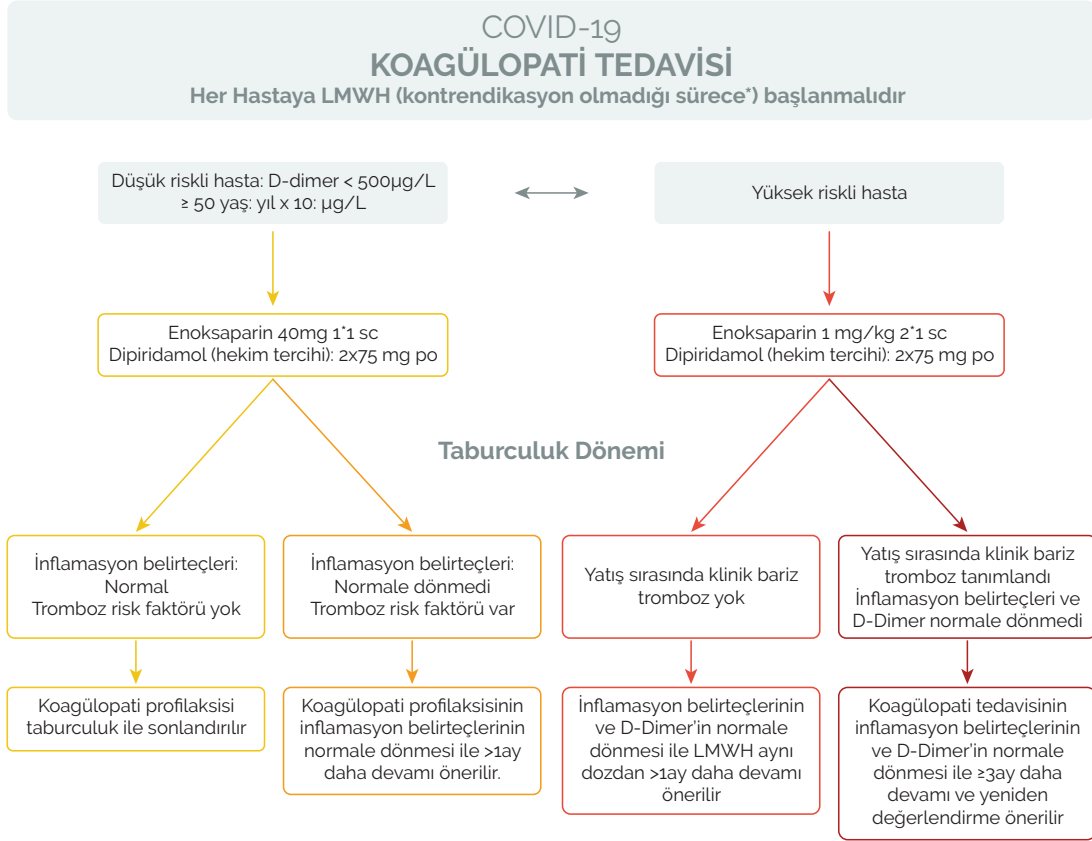 COVID-19
KOAGÜLOPATİ TEDAVİSİ
Her Hastaya LMWH (kontrendikasyon olmadığı sürece*) başlanmalıdır
Düşük riskli hasta: D-dimer < 500µg/L
≥ 50 yaş: yıl x 10: µg/L
Yüksek riskli hasta
Enoksaparin 40mg 1*1 sc
Dipiridamol (hekim tercihi): 2x75 mg po
Enoksaparin 1 mg/kg 2*1 sc
Dipiridamol (hekim tercihi): 2x75 mg po
Taburculuk Dönemi
İnflamasyon belirteçleri:
Normal
Tromboz risk faktörü yok
İnflamasyon belirteçleri:
Normale dönmedi
Tromboz risk faktörü var
Yatış sırasında klinik bariz
tromboz yok
Yatış sırasında klinik bariz
tromboz tanımlandı
İnflamasyon belirteçleri ve
D-Dimer normale dönmedi
Koagülopati profilaksisi
taburculuk ile sonlandırılır
Koagülopati profilaksisinin
inflamasyon belirteçlerinin
normale dönmesi ile >1ay
daha devamı önerilir.
İnflamasyon belirteçlerinin
ve D-Dimer'in normale
dönmesi ile LMWH aynı
dozdan >1ay daha devamı
önerilir
Koagülopati tedavisinin
inflamasyon belirteçlerinin
ve D-Dimer'in normale
dönmesi ile ≥3ay daha
devamı ve yeniden
değerlendirme önerilir